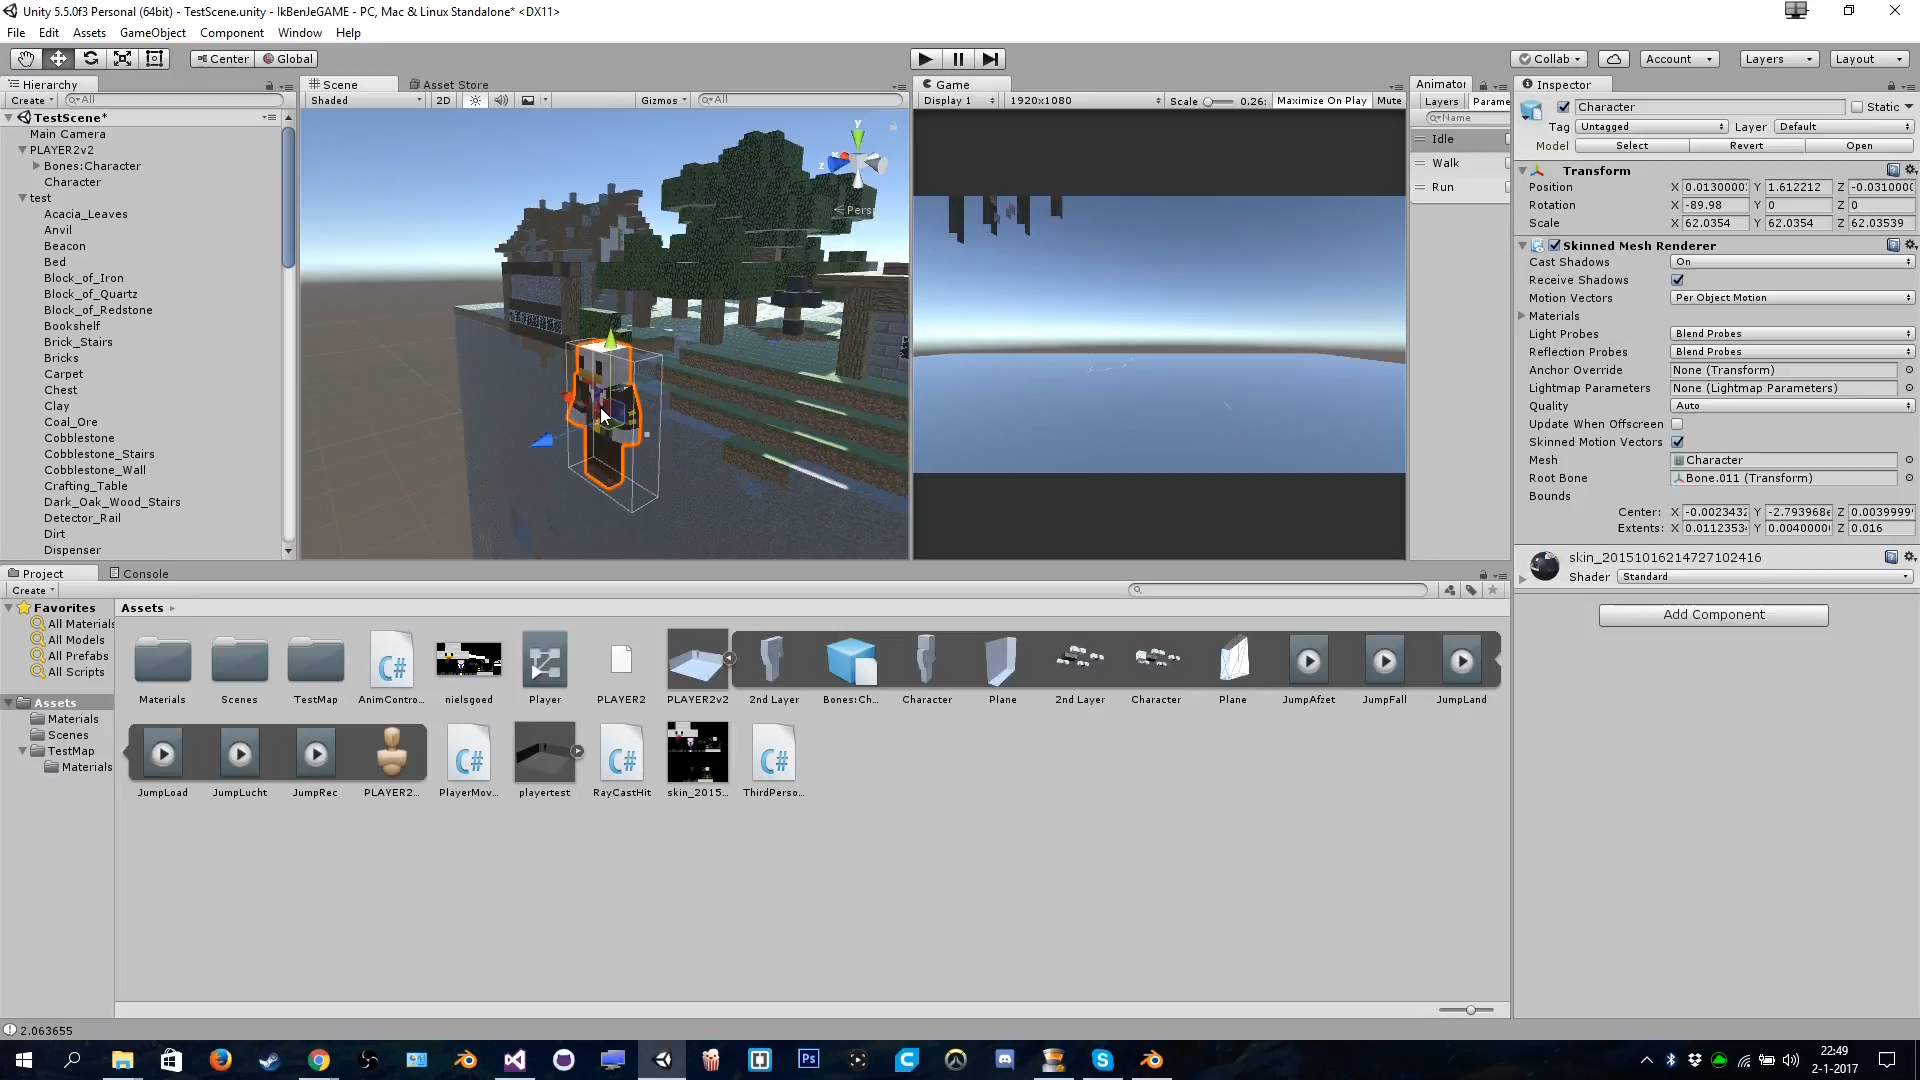 Unity 5.5.0f3 Personal (64bit) - TestScene.unity - IkBenJeGAME - PC, Mac & Linux Standalone* <DX11>
File Edit Assets GameObject Component Window Help
Center Global
Collab Account Layers Layout
Hierarchy
Create All
TestScene*
Main Camera
PLAYER2v2
Bones:Character
Character
test
Acacia_Leaves
Anvil
Beacon
Bed
Block_of_Iron
Block_of_Quartz
Block_of_Redstone
Bookshelf
Brick_Stairs
Bricks
Carpet
Chest
Clay
Coal_Ore
Cobblestone
Cobblestone_Stairs
Cobblestone_Wall
Crafting_Table
Dark_Oak_Wood_Stairs
Detector_Rail
Dirt
Dispenser
Scene Asset Store
Shaded 2D Gizmos All
y
x
z
Persp
Game
Display 1 1920x1080 Scale 0.26: Maximize On Play Mute
Animator
Layers Parame
Name
Idle
Walk
Run
Inspector
Character Static
Tag Untagged Layer Default
Model Select Revert Open
Transform
Position X 0.01300001 Y 1.612212 Z -0.0310000
Rotation X -89.98 Y 0 Z 0
Scale X 62.0354 Y 62.0354 Z 62.03539
Skinned Mesh Renderer
Cast Shadows On
Receive Shadows
Motion Vectors Per Object Motion
Materials
Light Probes Blend Probes
Reflection Probes Blend Probes
Anchor Override None (Transform)
Lightmap Parameters None (Lightmap Parameters)
Quality Auto
Update When Offscreen
Skinned Motion Vectors
Mesh Character
Root Bone Bone.011 (Transform)
Bounds
Center: X -0.0023432 Y -2.793968e Z 0.0039999
Extents: X 0.0112353 Y 0.0040000 Z 0.016
skin_20151016214727102416
Shader Standard
Add Component
Project Console
Create
Favorites
All Materials
All Models
All Prefabs
All Scripts
Assets
Materials
Scenes
TestMap
Materials
Assets
Materials Scenes TestMap AnimContro... nielsgoed Player PLAYER2 PLAYER2v2 2nd Layer Bones:Ch... Character Plane 2nd Layer Character Plane JumpAfzet JumpFall JumpLand
JumpLoad JumpLucht JumpRec PLAYER2... PlayerMov... playertest RayCastHit skin_2015... ThirdPerso...
2.063655
22:49
2-1-2017